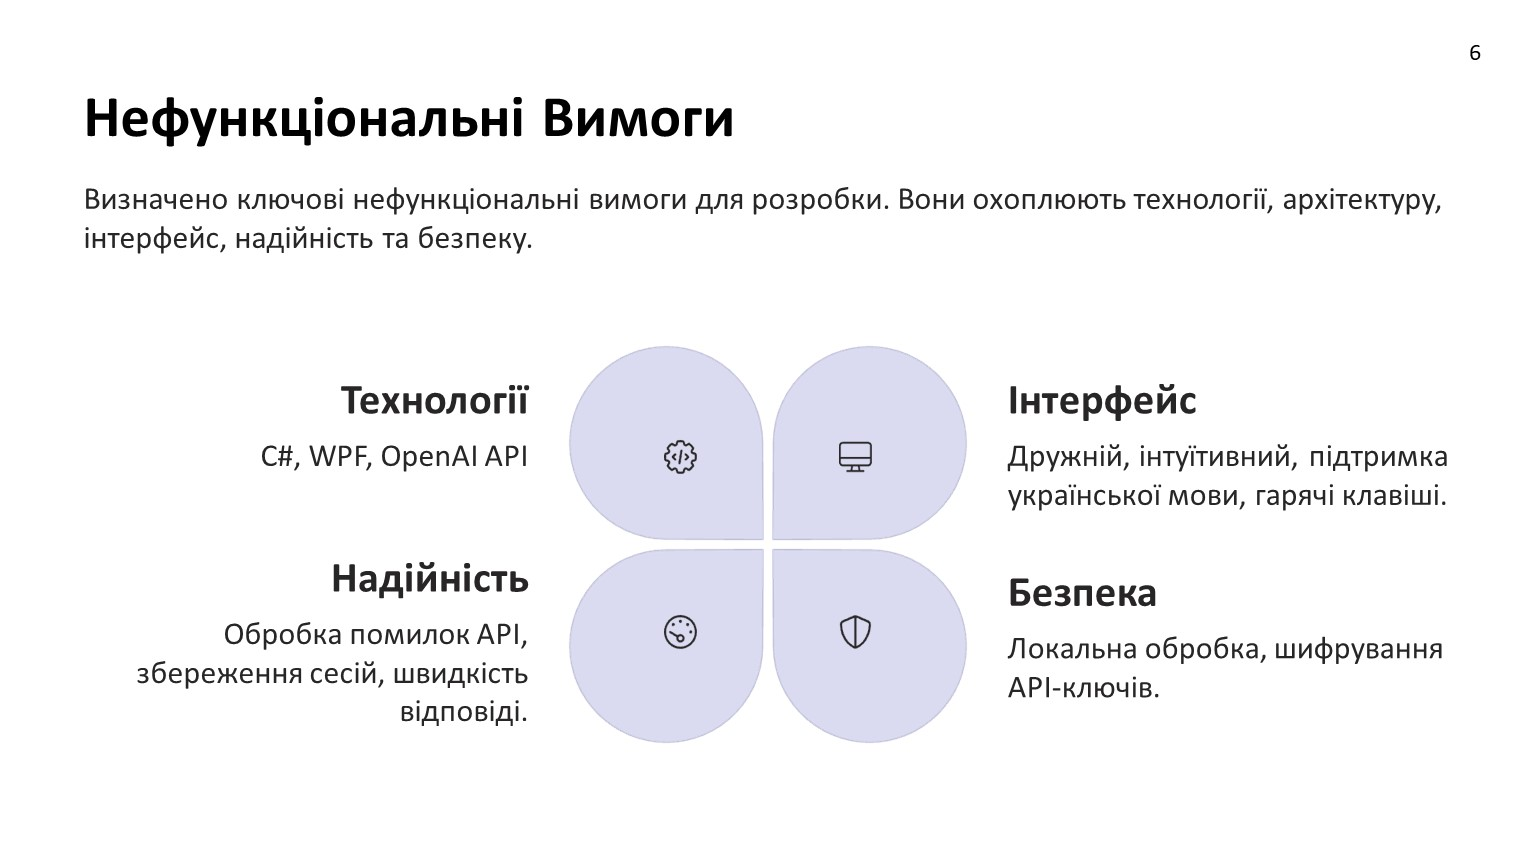 6
Нефункціональні Вимоги
Визначено ключові нефункціональні вимоги для розробки. Вони охоплюють технології, архітектуру,
інтерфейс, надійність та безпеку.
Технології
C#, WPF, OpenAI API
Інтерфейс
Дружній, інтуїтивний, підтримка
української мови, гарячі клавіші.
Надійність
Обробка помилок API,
збереження сесій, швидкість
відповіді.
Безпека
Локальна обробка, шифрування
API-ключів.